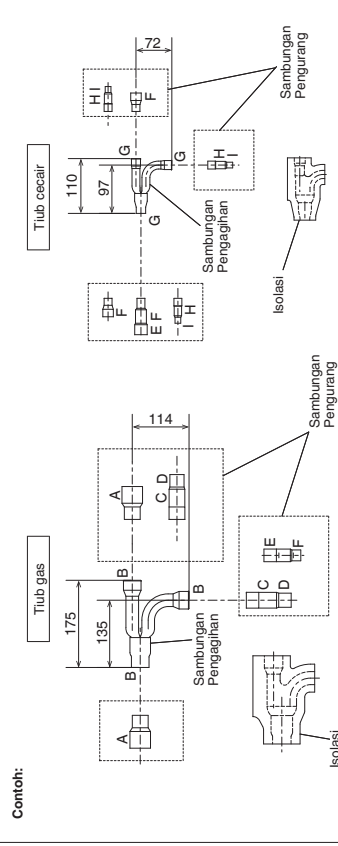 Contoh:
Tiub gas
175
135
114
B
B
B
A
A
C D
C
D
E
F
Sambungan
Pengagihan
Sambungan
Pengurang
Isolasi
Tiub cecair
110
97
72
G
G
G
H I
F
F
E F
I H
H
I
Sambungan
Pengagihan
Sambungan
Pengurang
Isolasi